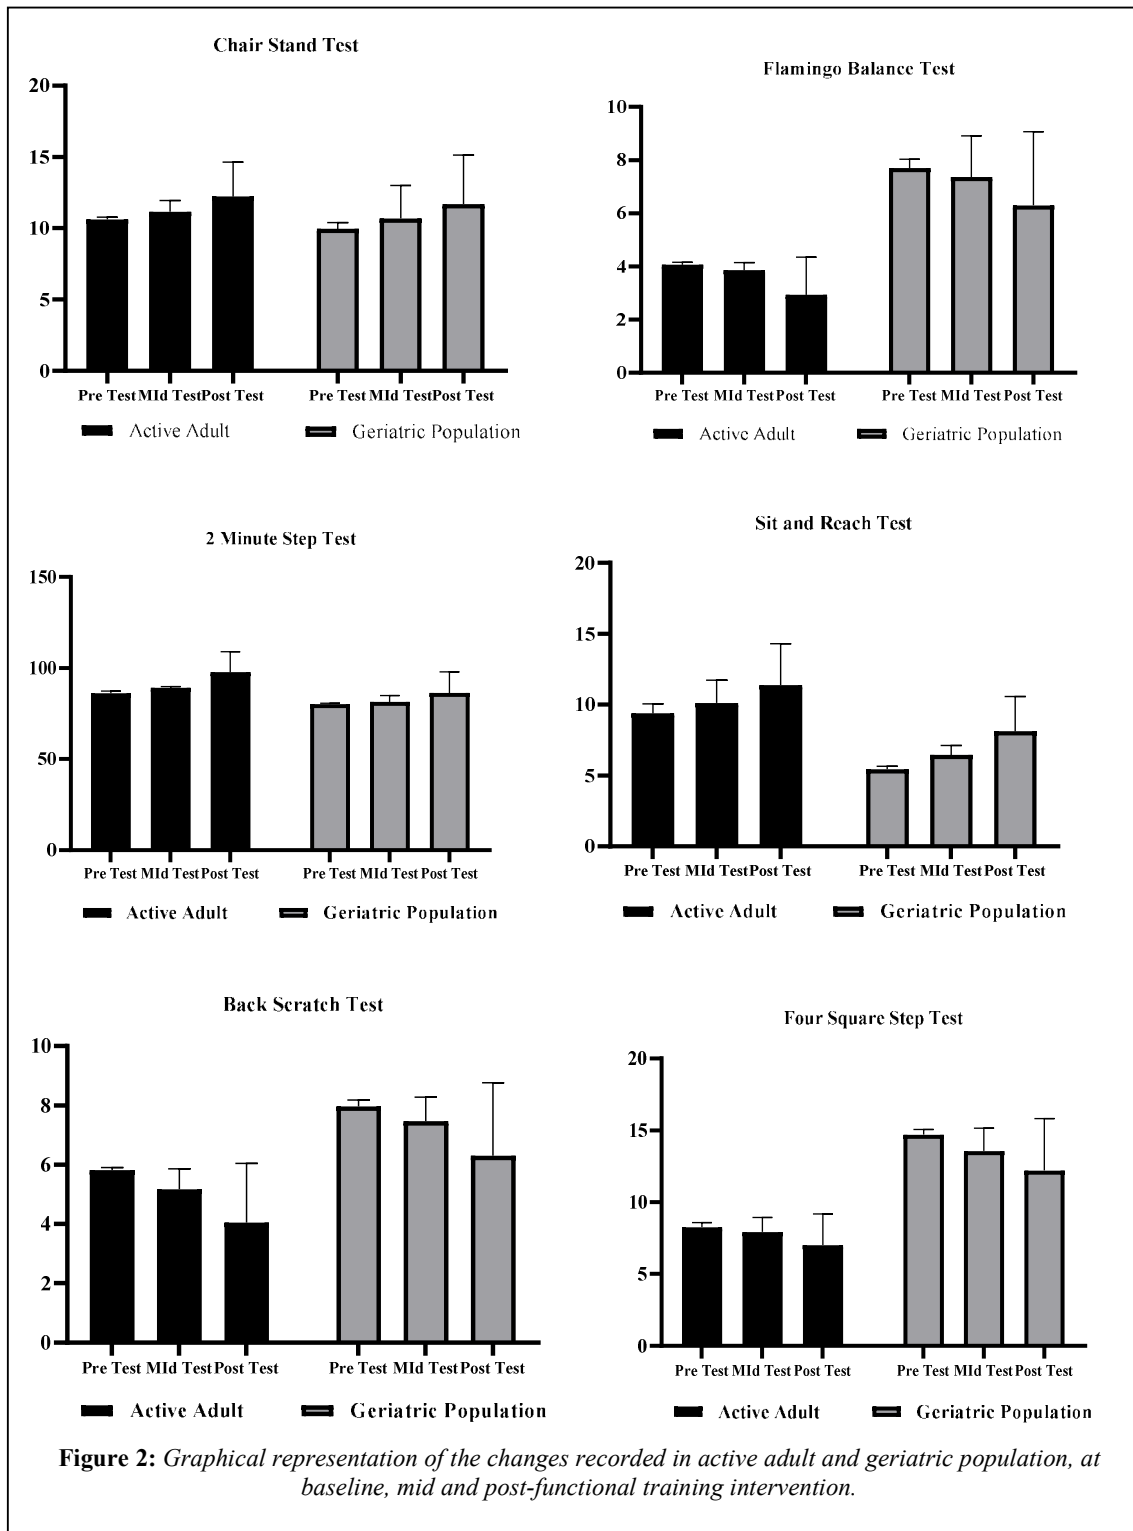 Chair Stand Test
20
15
10
5
0
Pre Test MId Test Post Test Pre Test MId Test Post Test
Active Adult Geriatric Population
Flamingo Balance Test
10
8
6
4
2
0
Pre Test MId Test Post Test Pre Test MId Test Post Test
Active Adult Geriatric Population
2 Minute Step Test
150
100
50
0
Pre Test MId Test Post Test Pre Test MId Test Post Test
Active Adult Geriatric Population
Sit and Reach Test
20
15
10
5
0
Pre Test MId Test Post Test Pre Test MId Test Post Test
Active Adult Geriatric Population
Back Scratch Test
10
8
6
4
2
0
Pre Test MId Test Post Test Pre Test MId Test Post Test
Active Adult Geriatric Population
Four Square Step Test
20
15
10
5
0
Pre Test MId Test Post Test Pre Test MId Test Post Test
Active Adult Geriatric Population
Figure 2: Graphical representation of the changes recorded in active adult and geriatric population, at
baseline, mid and post-functional training intervention.